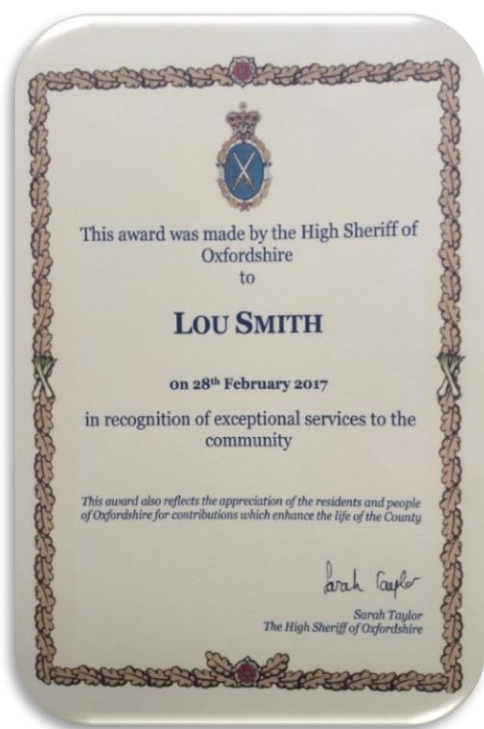 This award was made by the High Sheriff of
Oxfordshire
to
LOU SMITH
on 28th February 2017
in recognition of exceptional services to the
community
This award also reflects the appreciation of the residents and people
of Oxfordshire for contributions which enhance the life of the County
Sarah Taylor
Sarah Taylor
The High Sheriff of Oxfordshire